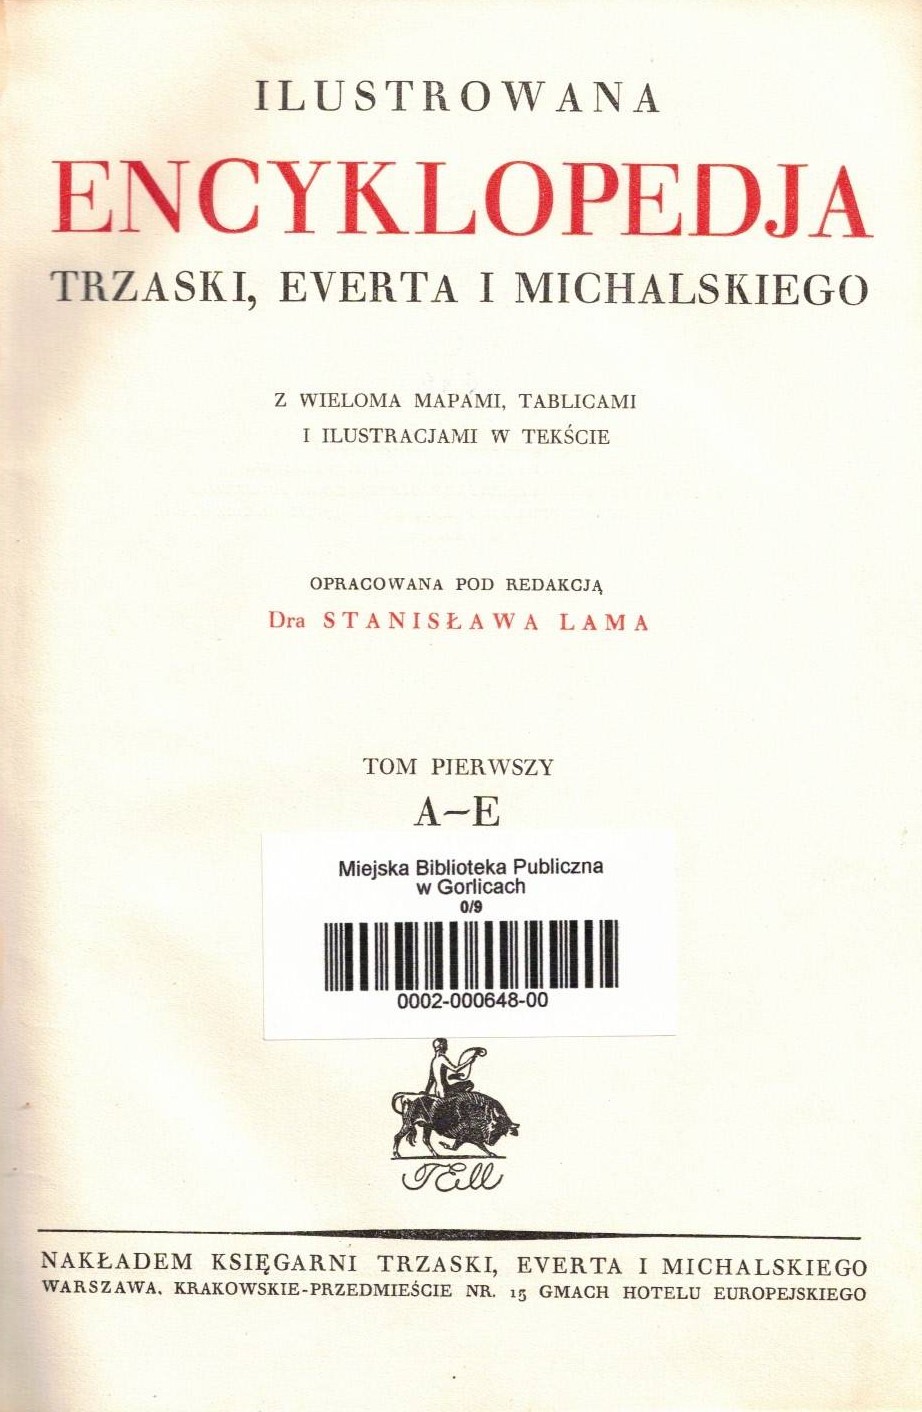 ILUSTROWANA
ENCYKLOPEDJA
TRZASKI, EVERTA I MICHALSKIEGO
Z WIELOMA MAPAMI, TABLICAMI
I ILUSTRACJAMI W TEKŚCIE
OPRACOWANA POD REDAKCJĄ
Dra STANISŁAWA LAMA
TOM PIERWSZY
A–E
Miejska Biblioteka Publiczna
w Gorlicach
0/9
0002-000648-00
NAKŁADEM KSIĘGARNI TRZASKI, EVERTA I MICHALSKIEGO
WARSZAWA, KRAKOWSKIE-PRZEDMIEŚCIE NR. 15 GMACH HOTELU EUROPEJSKIEGO